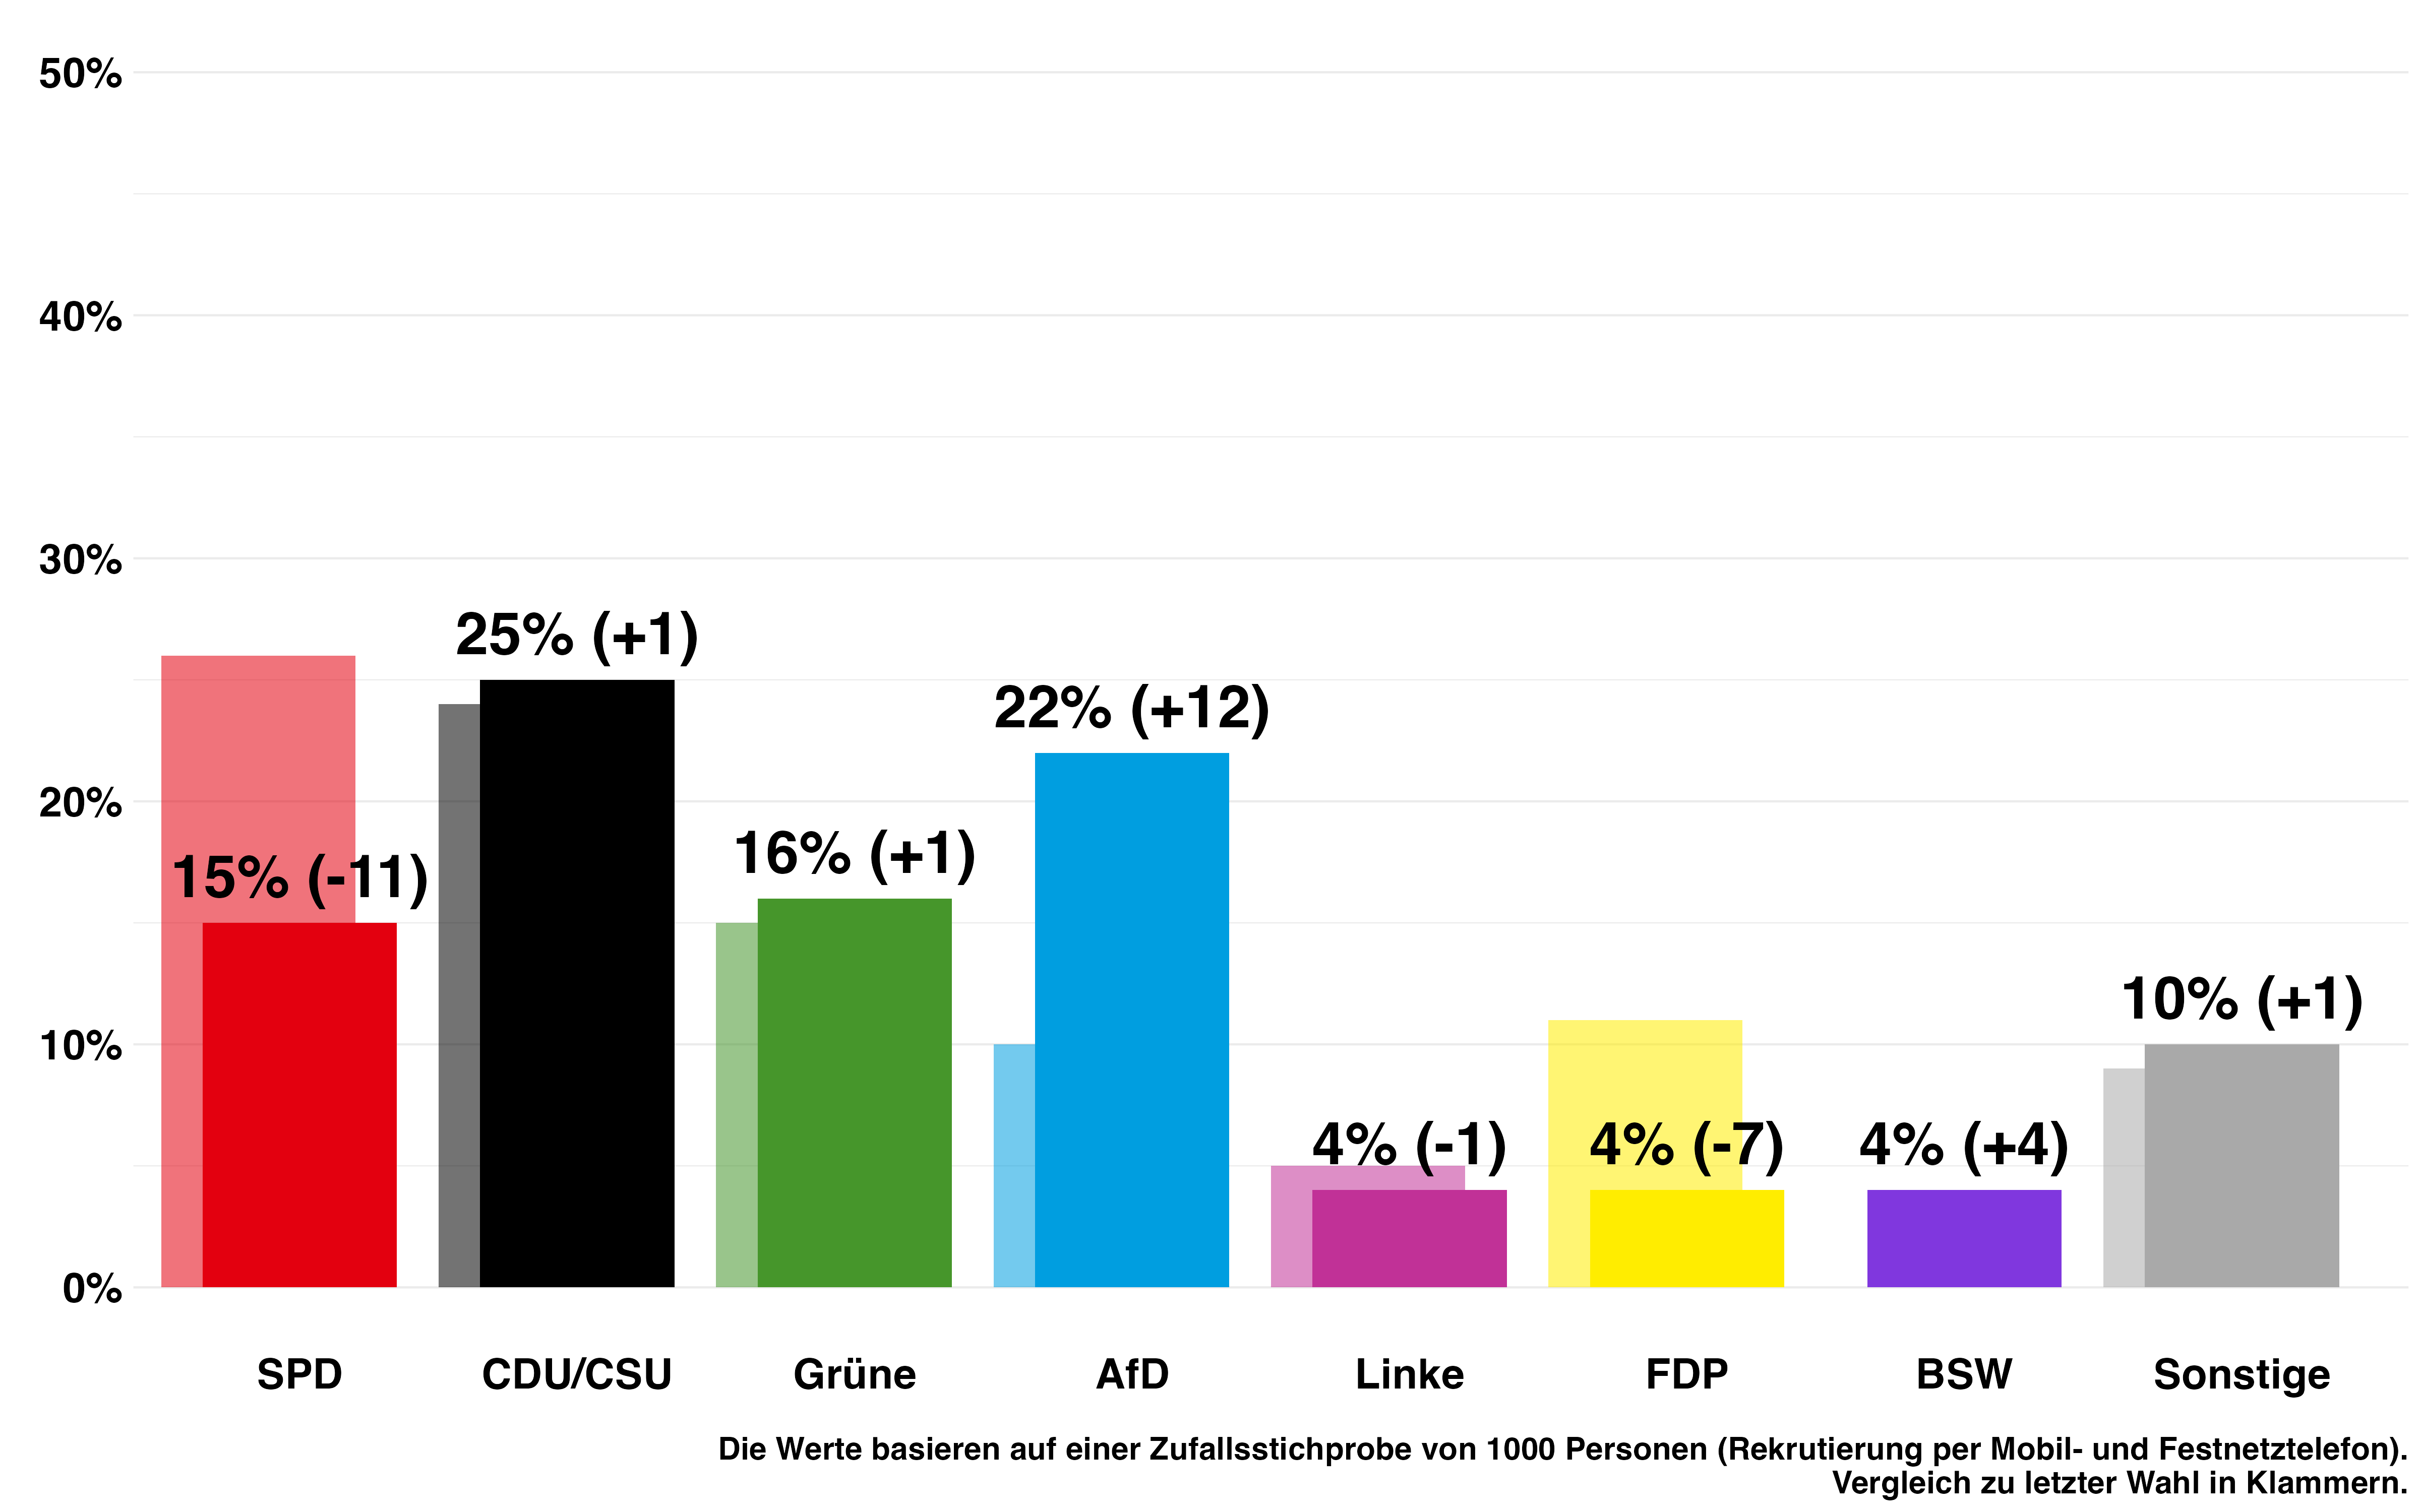 50%
40%
30%
20%
10%
0%
15% (-11)
25% (+1)
16% (+1)
22% (+12)
4% (-1)
4% (-7)
4% (+4)
10% (+1)
SPD
CDU/CSU
Grüne
AfD
Linke
FDP
BSW
Sonstige
Die Werte basieren auf einer Zufallsstichprobe von 1000 Personen (Rekrutierung per Mobil- und Festnetztelefon).
Vergleich zu letzter Wahl in Klammern.